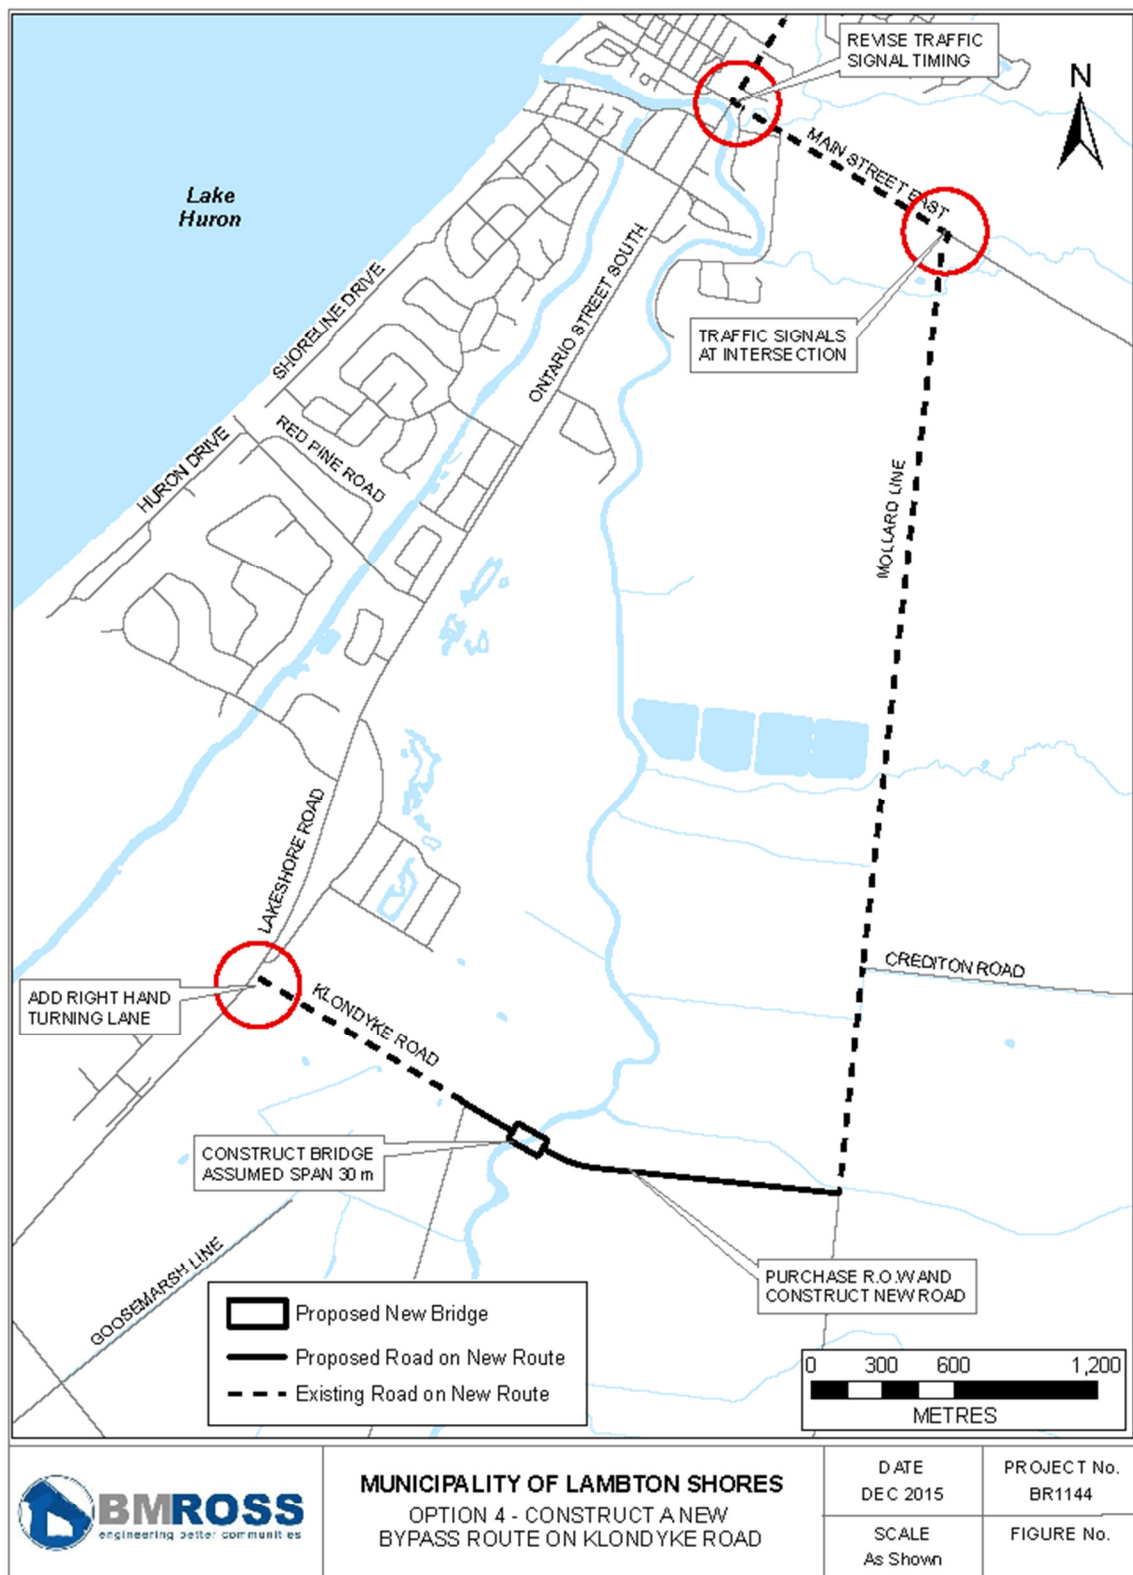 REVISE TRAFFIC
SIGNAL TIMING
N
MAIN STREET EAST
Lake
Huron
TRAFFIC SIGNALS
AT INTERSECTION
SHORELINE DRIVE
ONTARIO STREET SOUTH
RED PINE ROAD
HURON DRIVE
MOLLARD LINE
LAKESHORE ROAD
CREDITON ROAD
ADD RIGHT HAND
TURNING LANE
KLONDYKE ROAD
CONSTRUCT BRIDGE
ASSUMED SPAN 30 m
GOOSEMARSH LINE
PURCHASE R.O.W AND
CONSTRUCT NEW ROAD
Proposed New Bridge
Proposed Road on New Route
Existing Road on New Route
0 300 600 1,200
METRES
BMROSS
engineering better communities
MUNICIPALITY OF LAMBTON SHORES
OPTION 4 - CONSTRUCT A NEW
BYPASS ROUTE ON KLONDYKE ROAD
DATE
DEC 2015
PROJECT No.
BR1144
SCALE
As Shown
FIGURE No.